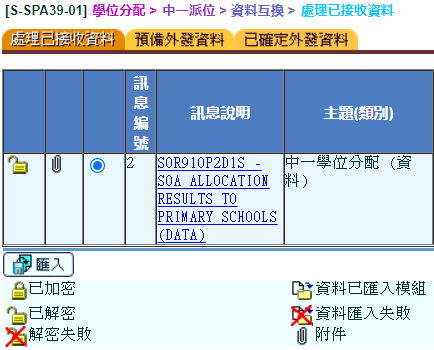 [S-SPA39-01] 學位分配 > 中一派位 > 資料互換 > 處理已接收資料
處理已接收資料 預備外發資料 已確定外發資料
訊息編號 訊息說明 主題(類別)
2 SOR910P2D1S -
SOA ALLOCATION
RESULTS TO
PRIMARY SCHOOLS
(DATA)
中一學位分配 (資
料)
匯入
已加密 資料已匯入模組
已解密 資料匯入失敗
解密失敗 附件